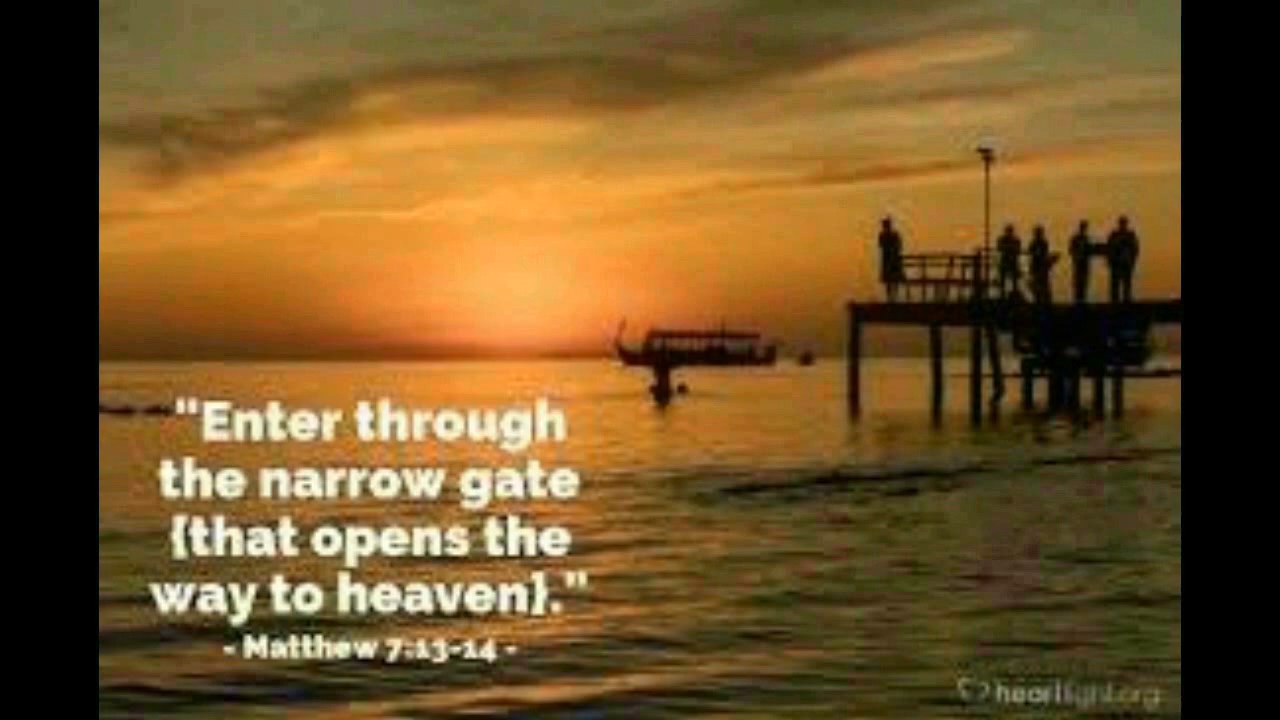 "Enter through
the narrow gate
{that opens the
way to heaven}."
- Matthew 7:13-14 -
heartlight.org